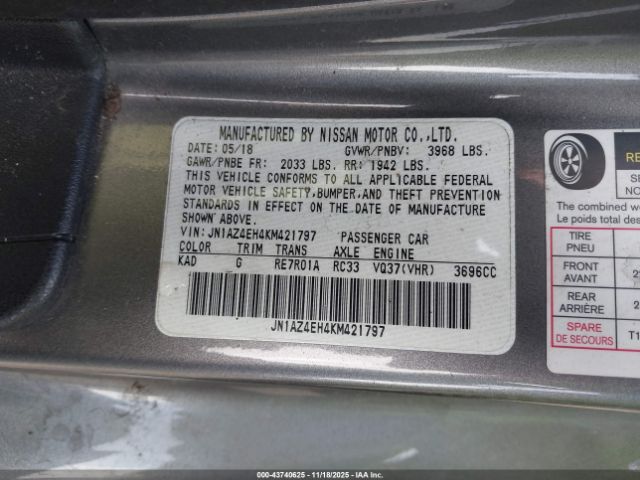 MANUFACTURED BY NISSAN MOTOR CO.,LTD.
DATE: 05/18 GVWR/PNBV: 3968 LBS.
GAWR/PNBE FR: 2033 LBS. RR: 1942 LBS.
THIS VEHICLE CONFORMS TO ALL APPLICABLE FEDERAL
MOTOR VEHICLE SAFETY,BUMPER,AND THEFT PREVENTION
STANDARDS IN EFFECT ON THE DATE OF MANUFACTURE
SHOWN ABOVE.
VIN: JN1AZ4EH4KM421797 PASSENGER CAR
COLOR TRIM TRANS AXLE ENGINE
KAD G RE7R01A RC33 VQ37(VHR) 3696CC
JN1AZ4EH4KM421797
The combined
Le poids total
TIRE
PNEU
FRONT
AVANT
REAR
ARRIÈRE
SPARE
DE SECOURS
00-43740625 - 11/18/2025 - © IAA Inc.